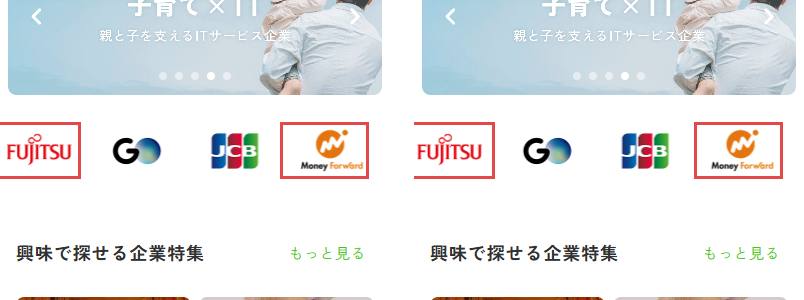 子育て×IT 子育て×IT
親と子を支えるITサービス企業 親と子を支えるITサービス企業
FUJITSU GO JCB Money Forward FUJITSU GO JCB Money Forward
興味で探せる企業特集 もっと見る 興味で探せる企業特集 もっと見る